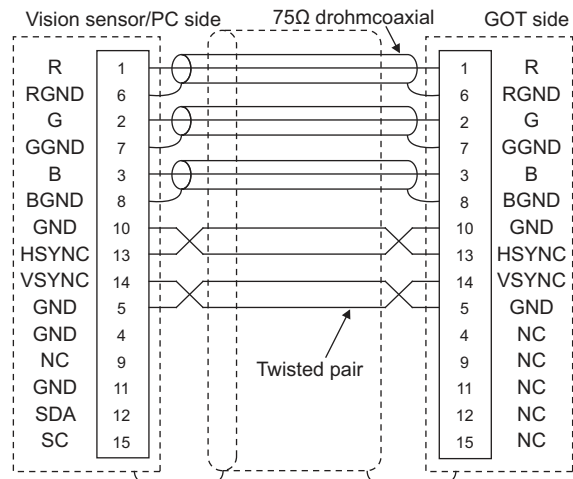 Vision sensor/PC side 75Ω drohmcoaxial GOT side
R 1 1 R
RGND 6 6 RGND
G 2 2 G
GGND 7 7 GGND
B 3 3 B
BGND 8 8 BGND
GND 10 10 GND
HSYNC 13 13 HSYNC
VSYNC 14 14 VSYNC
GND 5 5 GND
GND 4 4 NC
NC 9 9 NC
Twisted pair
GND 11 11 NC
SDA 12 12 NC
SC 15 15 NC